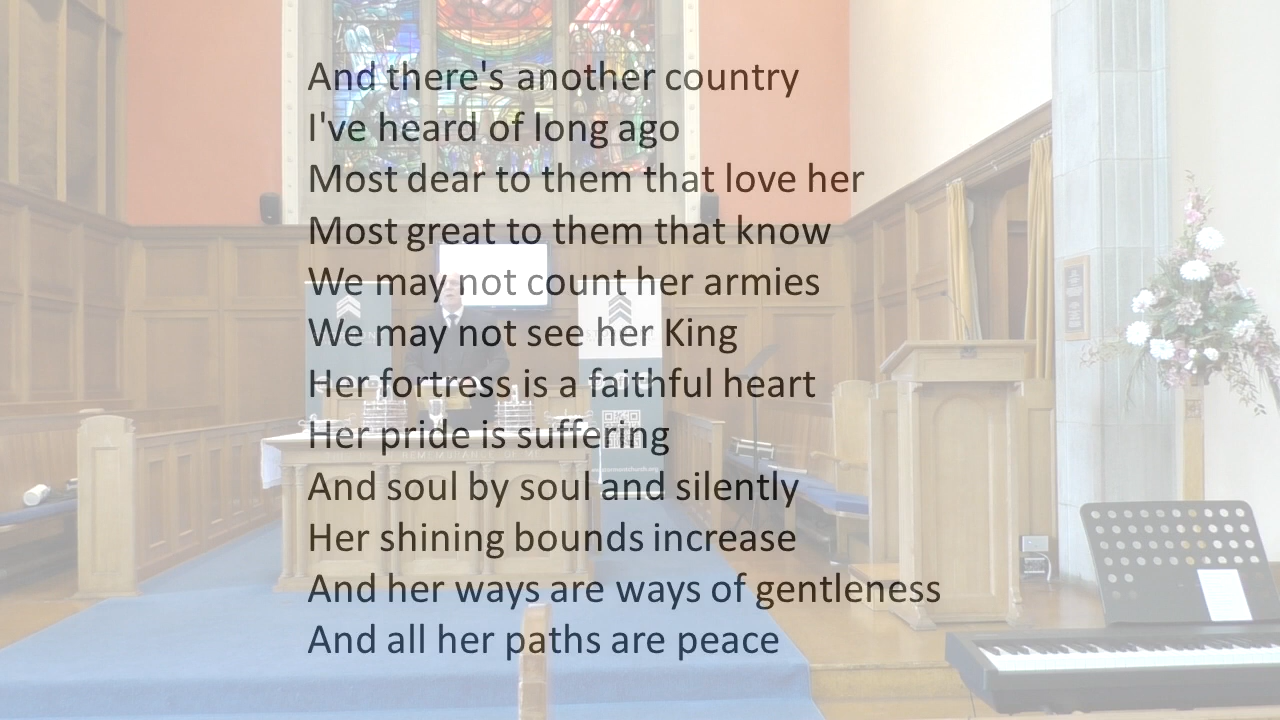 And there's another country
I've heard of long ago
Most dear to them that love her
Most great to them that know
We may not count her armies
We may not see her King
Her fortress is a faithful heart
Her pride is suffering
And soul by soul and silently
Her shining bounds increase
And her ways are ways of gentleness
And all her paths are peace